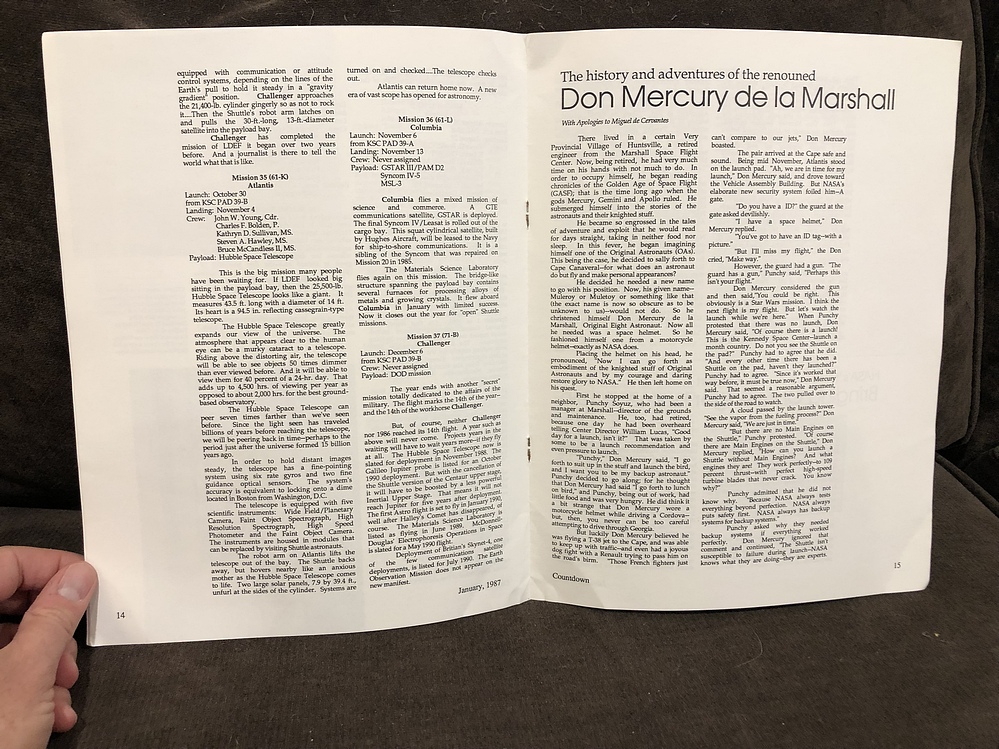 equipped with communication or attitude
control systems, depending on the lines of the
Earth's pull to hold it steady in a "gravity
gradient" position. Challenger approaches
the 21,400-lb. cylinder gingerly so as not to rock
it....Then the Shuttle's robot arm latches on
and pulls the 30-ft.-long, 13-ft.-diameter
satellite into the payload bay.
Challenger has completed the
mission of LDEF it began over two years
before. And a journalist is there to tell the
world what that is like.
Mission 35 (61-K)
Atlantis
Launch: October 30
from KSC PAD 39-B
Landing: November 4
Crew: John W. Young, Cdr.
Charles F. Bolden, P.
Kathryn D. Sullivan, MS.
Steven A. Hawley, MS.
Bruce McCandless II, MS.
Payload: Hubble Space Telescope
This is the big mission many people
have been waiting for. If LDEF looked big
sitting in the payload bay, then the 25,500-lb.
Hubble Space Telescope looks like a giant. It
measures 43.5 ft. long with a diameter of 14 ft.
Its heart is a 94.5 in. reflecting cassegrain-type
telescope.
The Hubble Space Telescope greatly
expands our view of the universe. The
atmosphere that appears clear to the human
eye can be a murky cataract to a telescope.
Riding above the distorting air, the telescope
will be able to see objects 50 times dimmer
than ever viewed before. And it will be able to
view them for 40 percent of a 24-hr. day. That
adds up to 4,500 hrs. of viewing per year as
opposed to about 2,000 hrs. for the best ground-
based observatory.
The Hubble Space Telescope can
peer seven times farther than we've seen
before. Since the light seen has traveled
billions of years before reaching the telescope,
we will be peering back in time—perhaps to the
period just after the universe formed 15 billion
years ago.
In order to hold distant images
steady, the telescope has a fine-pointing
system using six rate gyros and two fine
guidance optical sensors. The system's
accuracy is equivalent to locking onto a dime
located in Boston from Washington, D.C.
The telescope is equipped with five
scientific instruments: Wide Field/Planetary
Camera, Faint Object Spectrograph, High
Resolution Spectrograph, High Speed
Photometer and the Faint Object Camera.
The instruments are housed in modules that
can be replaced by visiting Shuttle astronauts.
The robot arm on Atlantis lifts the
telescope out of the bay. The Shuttle backs
away, but hovers nearby like an anxious
mother as the Hubble Space Telescope comes
to life. Two large solar panels, 7.9 by 39.4 ft.,
unfurl at the sides of the cylinder. Systems are
14
turned on and checked....The telescope checks
out.
Atlantis can return home now. A new
era of vast scope has opened for astronomy.
Mission 36 (61-L)
Columbia
Launch: November 6
from KSC PAD 39-A
Landing: November 13
Crew: Never assigned
Payload: GSTAR III/PAM D2
Syncom IV-5
MSL-3
Columbia flies a mixed mission of
science and commerce. A GTE
communications satellite, GSTAR is deployed.
The final Syncom IV/Leasat is rolled out of the
cargo bay. This squat cylindrical satellite, built
by Hughes Aircraft, will be leased to the Navy
for ship-to-shore communications. It is a
sibling of the Syncom that was repaired on
Mission 20 in 1985.
The Materials Science Laboratory
flies again on this mission. The bridge-like
structure spanning the payload bay contains
several furnaces for processing alloys of
metals and growing crystals. It flew aboard
Columbia in January with limited success.
Now it closes out the year for "open" Shuttle
missions.
Mission 37 (71-B)
Challenger
Launch: December 6
from KSC PAD 39-B
Crew: Never assigned
Payload: DOD mission
The year ends with another "secret"
mission totally dedicated to the affairs of the
military. The flight marks the 14th of the year—
and the 14th of the workhorse Challenger.
But, of course, neither Challenger
nor 1986 reached its 14th flight. A year such as
above will never come. Projects years in the
waiting will have to wait years more—if they fly
at all. The Hubble Space Telescope now is
slated for deployment in November 1988. The
Galileo Jupiter probe is listed for an October
1990 deployment. But with the cancellation of
the Shuttle version of the Centaur upper stage,
it will have to be boosted by a less powerful
Inertial Upper Stage. That means it will not
reach Jupiter for five years after deployment.
The first Astro flight is set to fly in January 1990,
well after Halley's Comet has disappeared, of
course. The Materials Science Laboratory is
listed as flying in June 1989. McDonnell-
Douglas' Electrophoresis Operations in Space
is slated for a May 1990 flight.
Deployment of Britian's Skynet-4, one
of the few communications satellite
deployments, is listed for July 1990. The Earth
Observation Mission does not appear on the
new manifest.
January, 1987
The history and adventures of the renouned
Don Mercury de la Marshall
With Apologies to Miguel de Cervantes
There lived in a certain Very
Provincial Village of Huntsville, a retired
engineer from the Marshall Space Flight
Center. Now, being retired, he had very much
time on his hands with not much to do. In
order to occupy himself, he began reading
chronicles of the Golden Age of Space Flight
(GASF); that is the time long ago when the
gods Mercury, Gemini and Apollo ruled. He
submerged himself into the stories of the
astronauts and their knighted stuff.
He became so engrossed in the tales
of adventure and exploit that he would read
for days straight, taking in neither food nor
sleep. In this fever, he began imagining
himself one of the Original Astronauts (OAs).
This being the case, he decided to sally forth to
Cape Canaveral—for what does an astronaut
do but fly and make personal appearances?
He decided he needed a new name
to go with his position. Now, his given name—
Muleroy or Muletoy or something like that
(the exact name is now so obscure as to be
unknown to us)—would not do. So he
christened himself Don Mercury de la
Marshall, Original Eight Astronaut. Now all
he needed was a space helmet. So he
fashioned himself one from a motorcycle
helmet—exactly as NASA does.
Placing the helmet on his head, he
pronounced, "Now I can go forth as
embodiment of the knighted stuff of Original
Astronauts and by my courage and daring
restore glory to NASA." He then left home on
his quest.
First he stopped at the home of a
neighbor, Punchy Soyuz, who had been a
manager at Marshall—director of the grounds
and maintenance. He, too, had retired,
because one day he had been overheard
telling Center Director William Lucas, "Good
day for a launch, isn't it?" That was taken by
some to be a launch recommendation and
even pressure to launch.
"Punchy," Don Mercury said, "I go
forth to suit up in the stuff and launch the bird,
and I want you to be my backup astronaut."
Punchy decided to go along; for he thought
that Don Mercury had said "I go forth to lunch
on bird," and Punchy, being out of work, had
little food and was very hungry. He did think it
a bit strange that Don Mercury wore a
motorcycle helmet while driving a Cordova—
but, then, you never can be too careful
attempting to drive through Georgia.
But luckily Don Mercury believed he
was flying a T-38 jet to the Cape, and was able
to keep up with traffic—and even had a joyous
dog fight with a Renault trying to pass him on
the road's birm. "Those French fighters just
Countdown
can't compare to our jets," Don Mercury
boasted.
The pair arrived at the Cape safe and
sound. Being mid November, Atlantis stood
on the launch pad. "Ah, we are in time for my
launch," Don Mercury said, and drove toward
the Vehicle Assembly Building. But NASA's
elaborate new security system foiled him—A
gate.
"Do you have a ID?" the guard at the
gate asked devilishly.
"I have a space helmet," Don
Mercury replied.
"You've got to have an ID tag—with a
picture."
"But I'll miss my flight," the Don
cried, "Make way."
However, the guard had a gun. "The
guard has a gun," Punchy said, "Perhaps this
isn't your flight."
Don Mercury considered the gun
and then said,"You could be right. This
obviously is a Star Wars mission. I think the
next flight is my flight. But let's watch the
launch while we're here." When Punchy
protested that there was no launch, Don
Mercury said, "Of course there is a launch!
This is the Kennedy Space Center—launch a
month country. Do you not see the Shuttle on
the pad?" Punchy had to agree that he did.
"And every other time there has been a
Shuttle on the pad, haven't they launched?"
Punchy had to agree. "Since it's worked that
way before, it must be true now," Don Mercury
said. That seemed a reasonable argument,
Punchy had to agree. The two pulled over to
the side of the road to watch.
A cloud passed by the launch tower.
"See the vapor from the fueling process?" Don
Mercury said, "We are just in time."
"But there are no Main Engines on
the Shuttle," Punchy protested. "Of course
there are Main Engines on the Shuttle," Don
Mercury replied, "How can you launch a
Shuttle without Main Engines? And what
engines they are! They work perfectly—to 109
percent thrust—with perfect high-speed
turbine blades that never crack. You know
why?"
Punchy admitted he did not
know why. "Because NASA always tests
everything beyond perfection. NASA always
puts safety first. NASA always has backup
systems for backup systems."
Punchy asked why they needed
backup systems if everything worked
perfectly. Don Mercury ignored that
comment and continued, "The Shuttle isn't
susceptible to failure during launch—NASA
knows what they are doing—they are experts.
15